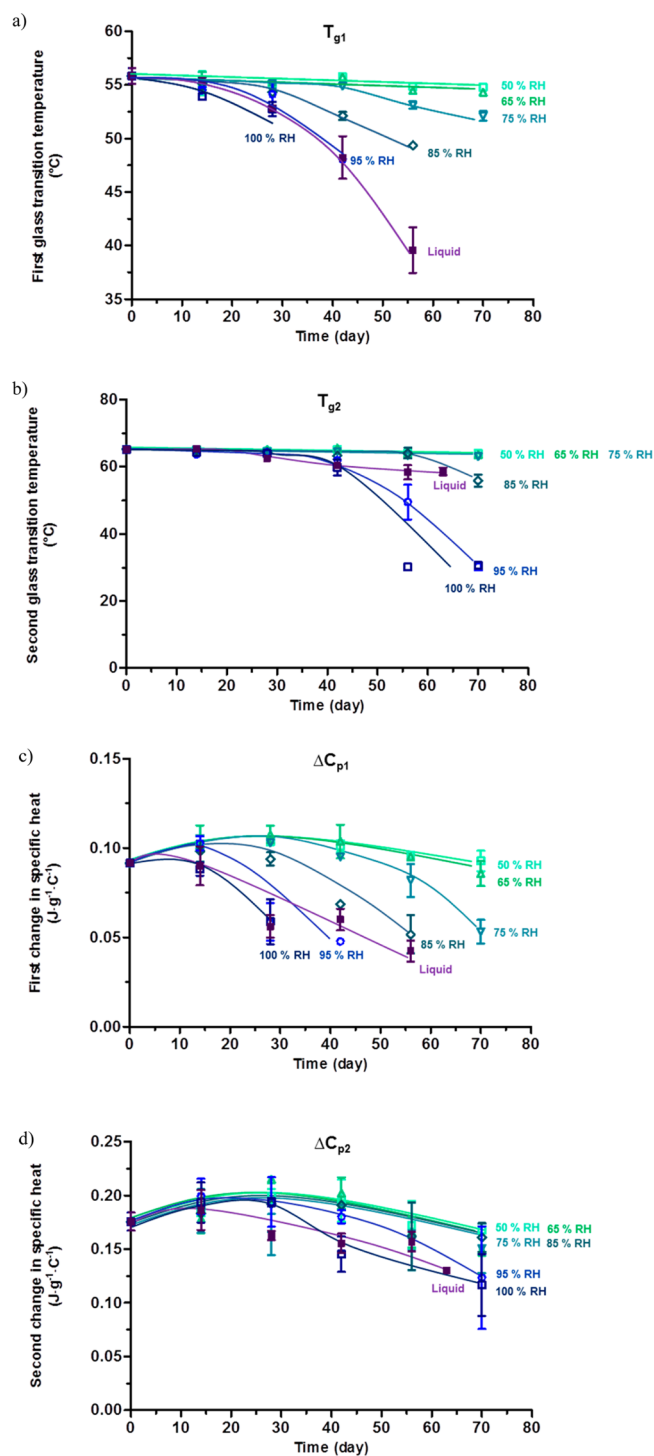 a)
T_g1
First glass transition temperature
(°C)
60
55
50
45
40
35
0 10 20 30 40 50 60 70 80
Time (day)
50 % RH
65 % RH
75 % RH
85 % RH
95 % RH
100 % RH
Liquid
b)
T_g2
Second glass transition temperature
(°C)
80
60
40
20
0
0 10 20 30 40 50 60 70 80
Time (day)
50 % RH 65 % RH 75 % RH
85 % RH
Liquid
95 % RH
100 % RH
c)
ΔC_p1
First change in specific heat
(J·g⁻¹·C⁻¹)
0.15
0.10
0.05
0.00
0 10 20 30 40 50 60 70 80
Time (day)
50 % RH
65 % RH
75 % RH
85 % RH
100 % RH 95 % RH
Liquid
d)
ΔC_p2
Second change in specific heat
(J·g⁻¹·C⁻¹)
0.25
0.20
0.15
0.10
0.05
0.00
0 10 20 30 40 50 60 70 80
Time (day)
50 % RH 65 % RH
75 % RH 85 % RH
95 % RH
Liquid
100 % RH